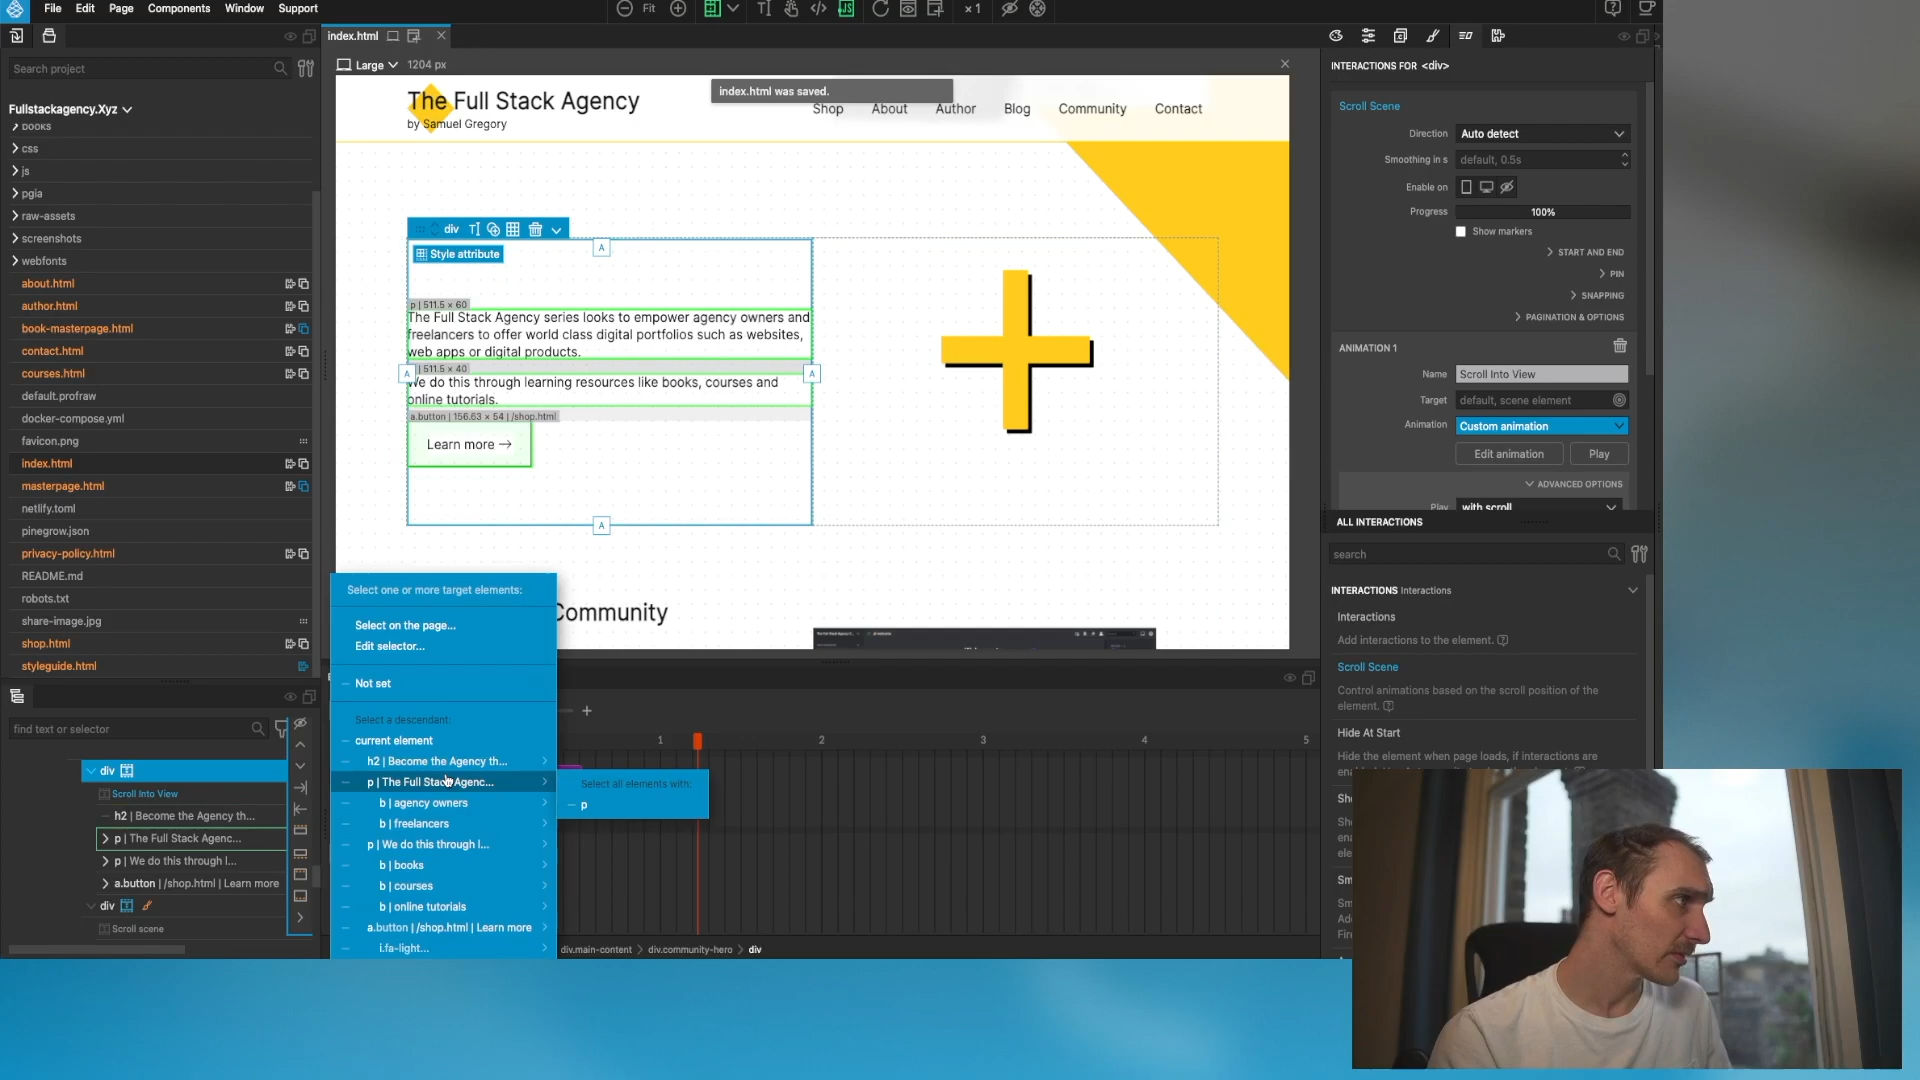 File Edit Page Components Window Support
Fit
JS
× 1
index.html
Search project
Large 1204 px
INTERACTIONS FOR <div>
index.html was saved.
The Full Stack Agency
by Samuel Gregory
Shop About Author Blog Community Contact
Fullstackagency.Xyz
css
js
pgia
raw-assets
screenshots
webfonts
about.html
author.html
book-masterpage.html
contact.html
courses.html
default.profraw
docker-compose.yml
favicon.png
index.html
masterpage.html
netlify.toml
pinegrow.json
privacy-policy.html
README.md
robots.txt
share-image.jpg
shop.html
styleguide.html
div
A
Style attribute
p | 511.5 × 60
The Full Stack Agency series looks to empower agency owners and
freelancers to offer world class digital portfolios such as websites,
web apps or digital products.
| 511.5 × 40
A
A
We do this through learning resources like books, courses and
online tutorials.
a.button | 156.63 × 54 | /shop.html
Learn more →
A
Community
Scroll Scene
Direction Auto detect
Smoothing in s default, 0.5s
Enable on
Progress 100%
Show markers
START AND END
PIN
SNAPPING
PAGINATION & OPTIONS
ANIMATION 1
Name Scroll Into View
Target default, scene element
Animation Custom animation
Edit animation Play
ADVANCED OPTIONS
Play with scroll
ALL INTERACTIONS
search
INTERACTIONS Interactions
Interactions
Add interactions to the element.
Scroll Scene
Control animations based on the scroll position of the
element.
Hide At Start
Hide the element when page loads, if interactions are
Select one or more target elements:
Select on the page...
Edit selector...
Not set
Select a descendant:
current element
h2 | Become the Agency th...
p | The Full Stack Agenc...
b | agency owners
b | freelancers
p | We do this through l...
b | books
b | courses
b | online tutorials
a.button | /shop.html | Learn more
i.fa-light...
Select all elements with:
p
1 2 3 4 5
find text or selector
div
Scroll Into View
h2 | Become the Agency th...
p | The Full Stack Agenc...
p | We do this through l...
a.button | /shop.html | Learn more
div
Scroll scene
div.main-content > div.community-hero > div